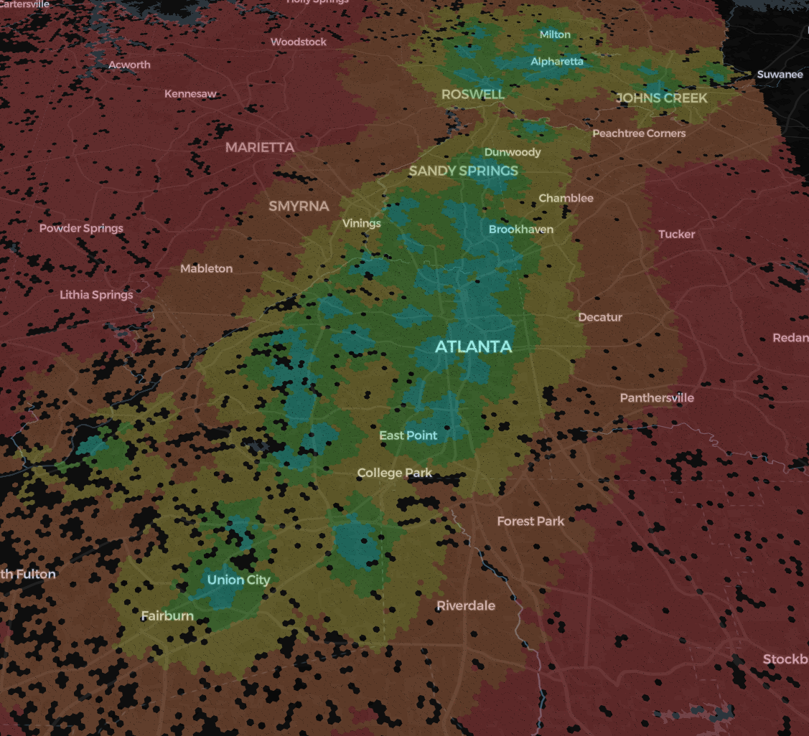 Cartersville
Holly Springs
Milton
Woodstock
Alpharetta
Acworth
Suwanee
Kennesaw
ROSWELL
JOHNS CREEK
Peachtree Corners
MARIETTA
Dunwoody
SANDY SPRINGS
Chamblee
SMYRNA
Vinings
Powder Springs
Brookhaven
Tucker
Mableton
Lithia Springs
Decatur
Redan
ATLANTA
Panthersville
East Point
College Park
Forest Park
th Fulton
Union City
Riverdale
Fairburn
Stockb